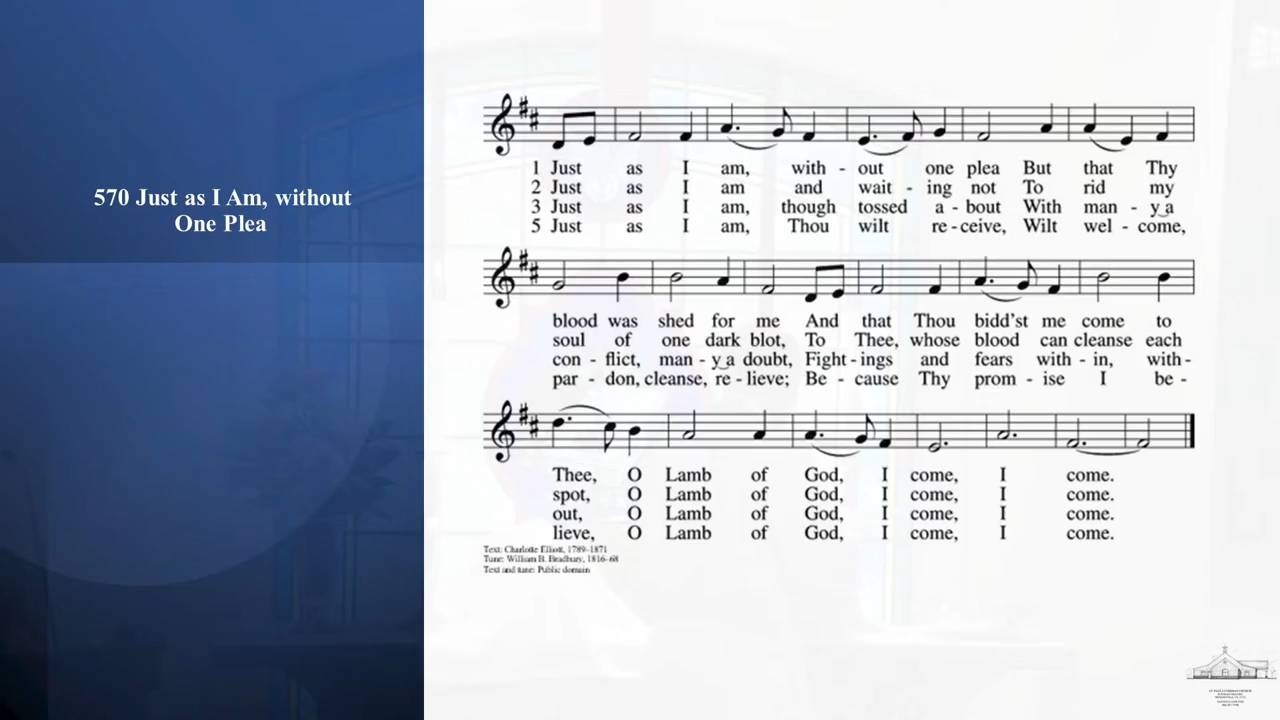 570 Just as I Am, without
One Plea
1 Just as I am, with - out one plea But that Thy
2 Just as I am and wait - ing not To rid my
3 Just as I am, though tossed a - bout With man - y a
5 Just as I am, Thou wilt re - ceive, Wilt wel - come,
blood was shed for me And that Thou bidd'st me come to
soul of one dark blot, To Thee, whose blood can cleanse each
con - flict, man - y a doubt, Fight - ings and fears with - in, with -
par - don, cleanse, re - lieve; Be - cause Thy prom - ise I be -
Thee, O Lamb of God, I come, I come.
spot, O Lamb of God, I come, I come.
out, O Lamb of God, I come, I come.
lieve, O Lamb of God, I come, I come.
Text: Charlotte Elliott, 1789–1871
Tune: William B. Bradbury, 1816–68
Text and tune: Public domain